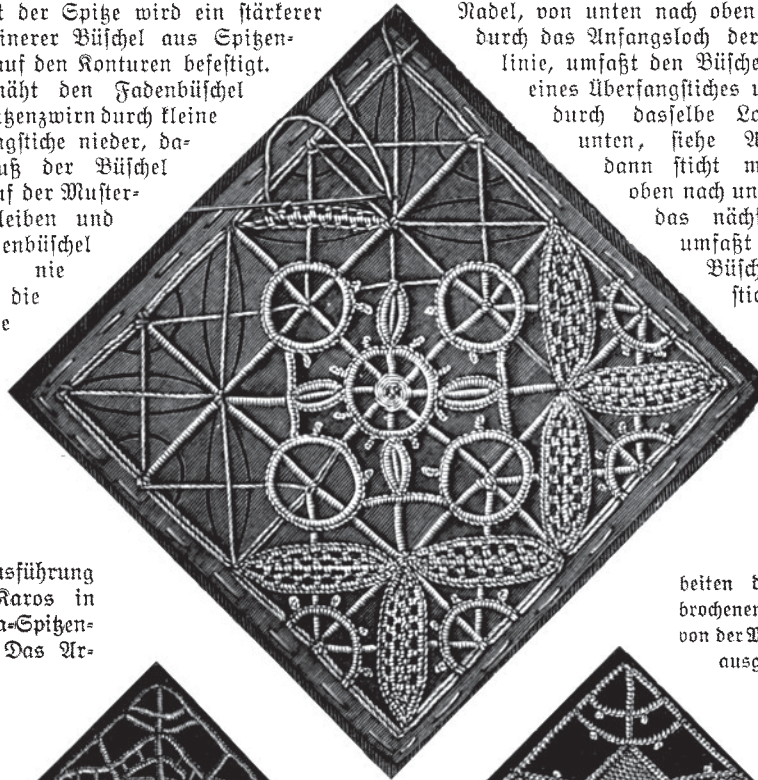 t der Spitze wird ein ſtärkerer
inerer Büſchel aus Spitzen-
auf den Konturen befeſtigt.
näht den Fadenbüſchel
tzenzwirn durch kleine
ngſtiche nieder, da-
uß der Büſchel
uf der Muſter-
leiben und
enbüſchel
nie
die
e
usführung
Karos in
a-Spitzen-
Das Ar-
Nadel, von unten nach oben
durch das Anfangsloch der
linie, umfaßt den Büſche
eines Überfangſtiches u
durch dasſelbe Lo
unten, ſiehe A
dann ſticht m
oben nach un
das nächſ
umfaßt
Büſch
ſtic
beiten d
brochenen
von der M
ausg